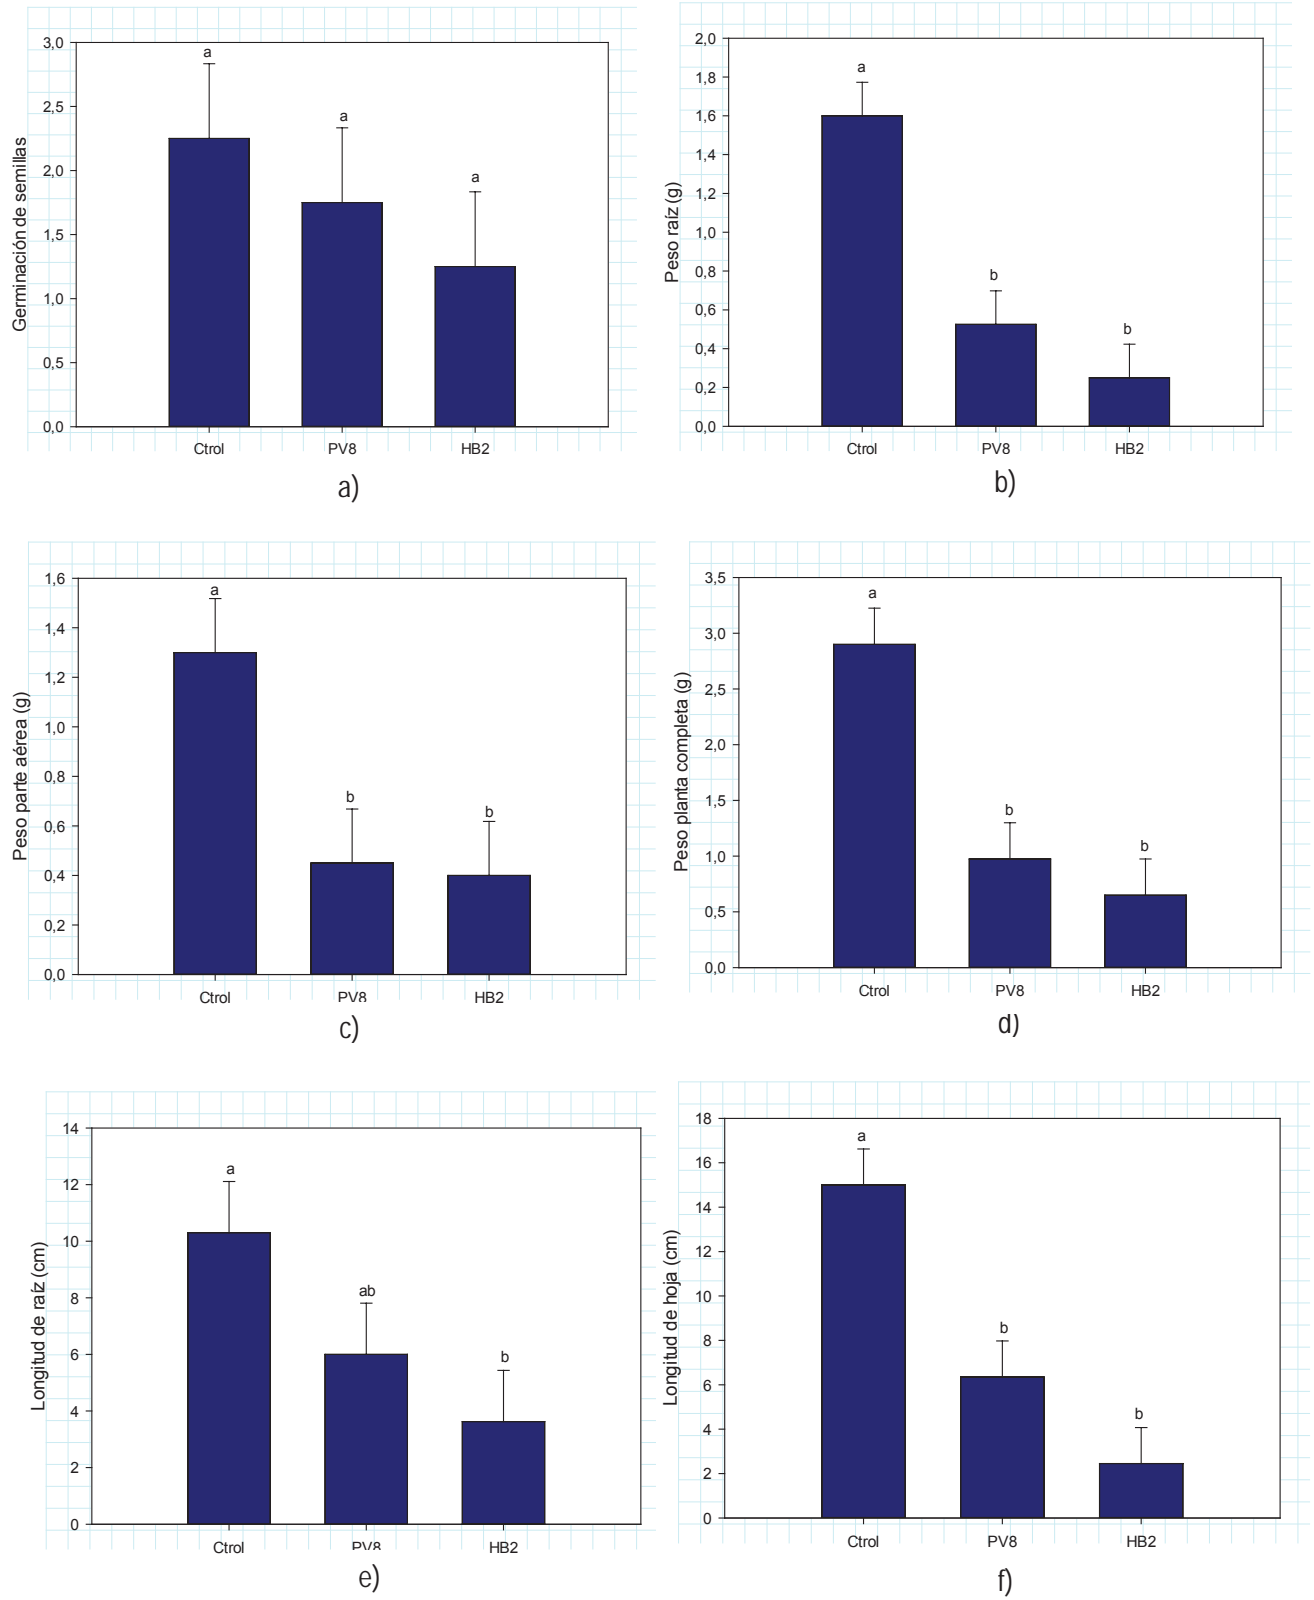 Germinación de semillas
3,0
2,5
2,0
1,5
1,0
0,5
0,0
a
a
a
Ctrol PV8 HB2
a)
Peso raíz (g)
2,0
1,8
1,6
1,4
1,2
1,0
0,8
0,6
0,4
0,2
0,0
a
b
b
Ctrol PV8 HB2
b)
Peso parte aérea (g)
1,6
1,4
1,2
1,0
0,8
0,6
0,4
0,2
0,0
a
b
b
Ctrol PV8 HB2
c)
Peso planta completa (g)
3,5
3,0
2,5
2,0
1,5
1,0
0,5
0,0
a
b
b
Ctrol PV8 HB2
d)
Longitud de raíz (cm)
14
12
10
8
6
4
2
0
a
ab
b
Ctrol PV8 HB2
e)
Longitud de hoja (cm)
18
16
14
12
10
8
6
4
2
0
a
b
b
Ctrol PV8 HB2
f)